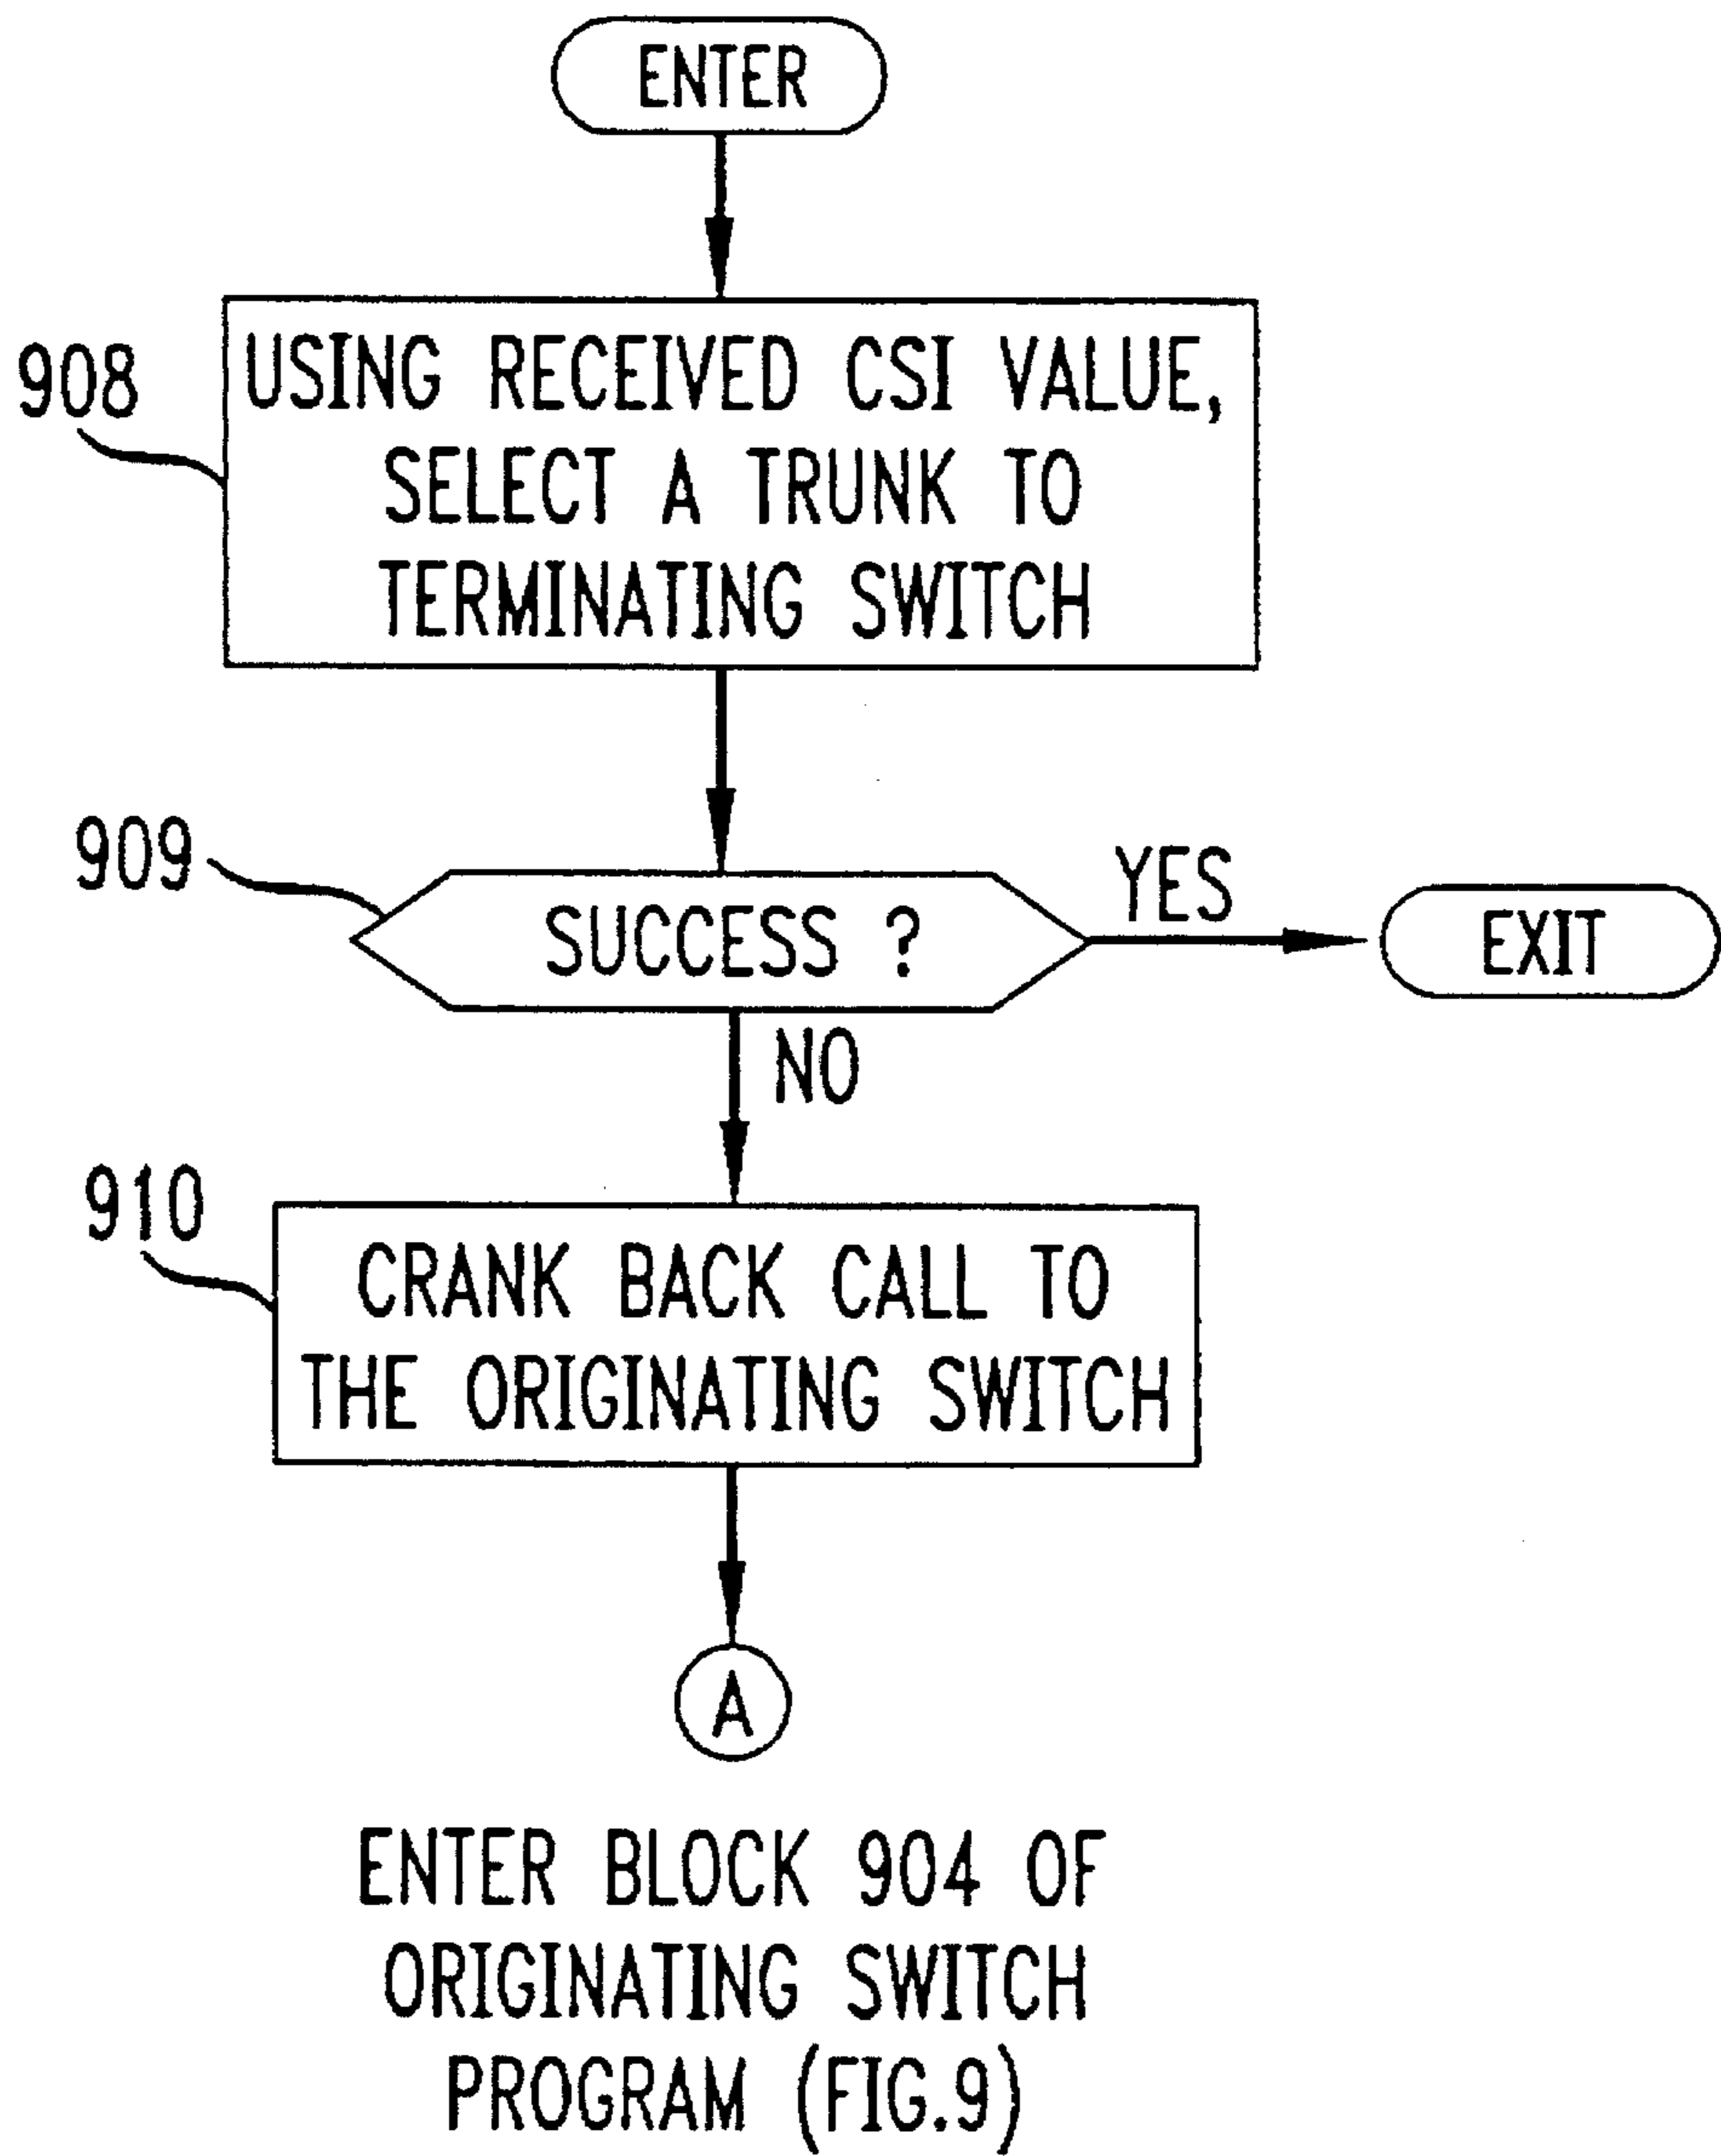 ENTER
908
USING RECEIVED CSI VALUE,
SELECT A TRUNK TO
TERMINATING SWITCH
909
SUCCESS ?
YES
EXIT
NO
910
CRANK BACK CALL TO
THE ORIGINATING SWITCH
A
ENTER BLOCK 904 OF
ORIGINATING SWITCH
PROGRAM (FIG.9)